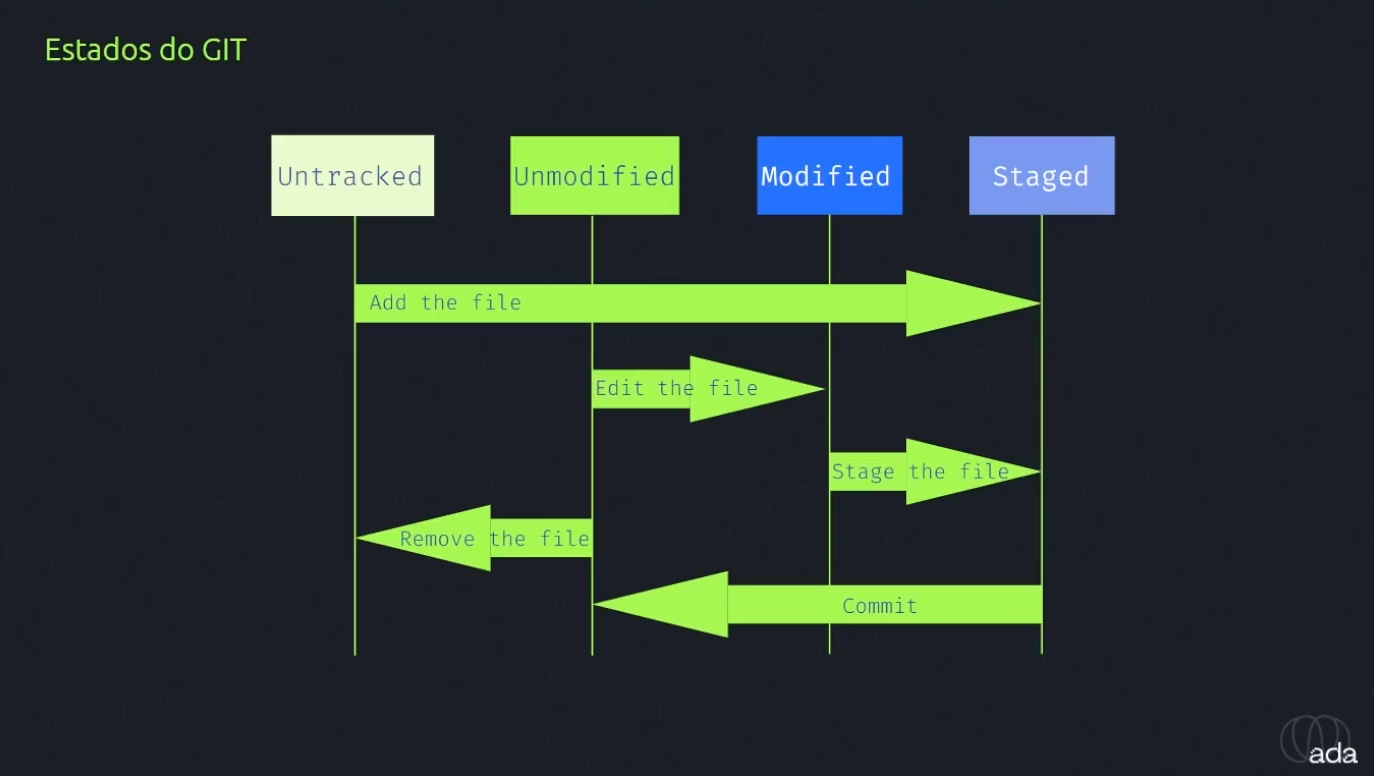 Estados do GIT
Untracked
Unmodified
Modified
Staged
Add the file
Edit the file
Stage the file
Remove the file
Commit
ada